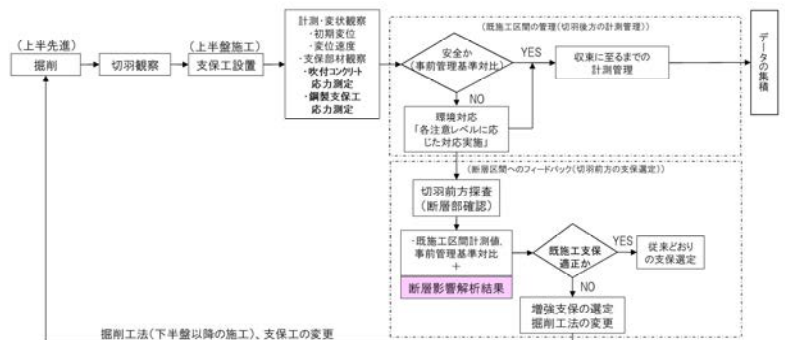 (上半先進)
掘削
切羽観察
(上半盤施工)
支保工設置
計測・変状観察
・初期変位
・変位速度
・支保部材観察
・吹付コンクリート
応力測定
・鋼製支保工
応力測定
(既施工区間の管理(切羽後方の計測管理))
安全か
(事前管理基準対比)
YES
NO
収束に至るまでの
計測管理
データの集積
環境対応
「各注意レベルに応
じた対応実施」
(断層区間へのフィードバック(切羽前方の支保選定))
切羽前方探査
(断層部確認)
・既施工区間計測値、
事前管理基準対比
+
断層影響解析結果
既施工支保
適正か
YES
NO
従来どおり
の支保選定
増強支保の選定
掘削工法の変更
掘削工法(下半盤以降の施工)、支保工の変更